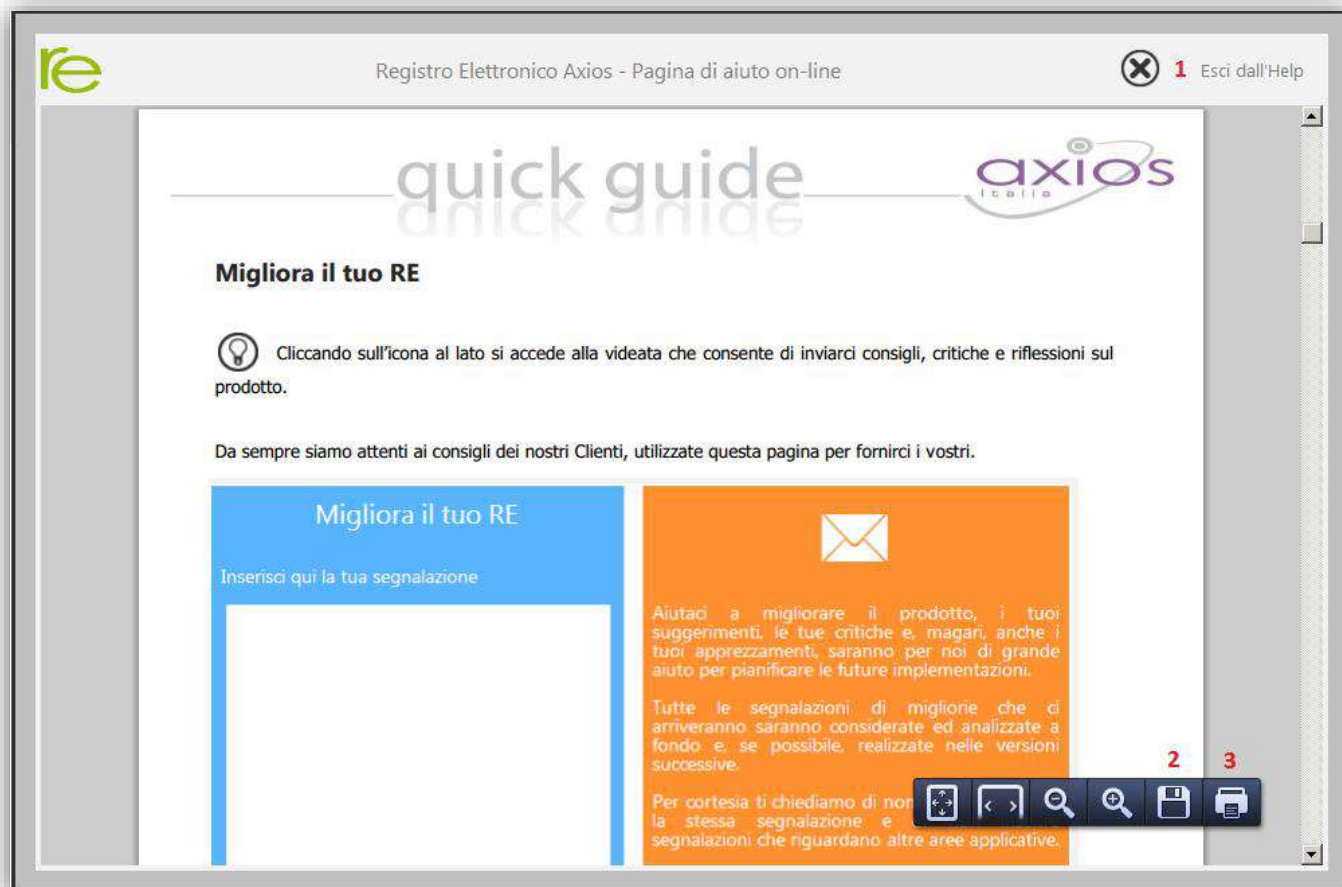 re
Registro Elettronico Axios - Pagina di aiuto on-line
1 Esci dall'Help
quick guide
axios
Italia
Migliora il tuo RE
Cliccando sull'icona al lato si accede alla videata che consente di inviarci consigli, critiche e riflessioni sul
prodotto.
Da sempre siamo attenti ai consigli dei nostri Clienti, utilizzate questa pagina per fornirci i vostri.
Migliora il tuo RE
Inserisci qui la tua segnalazione
Aiutaci a migliorare il prodotto, i tuoi
suggerimenti, le tue critiche e, magari, anche i
tuoi apprezzamenti, saranno per noi di grande
aiuto per pianificare le future implementazioni.
Tutte le segnalazioni di migliorie che ci
arriveranno saranno considerate ed analizzate a
fondo e, se possibile, realizzate nelle versioni
successive.
2 3
Per cortesia ti chiediamo di non
la stessa segnalazione e
segnalazioni che riguardano altre aree applicative.